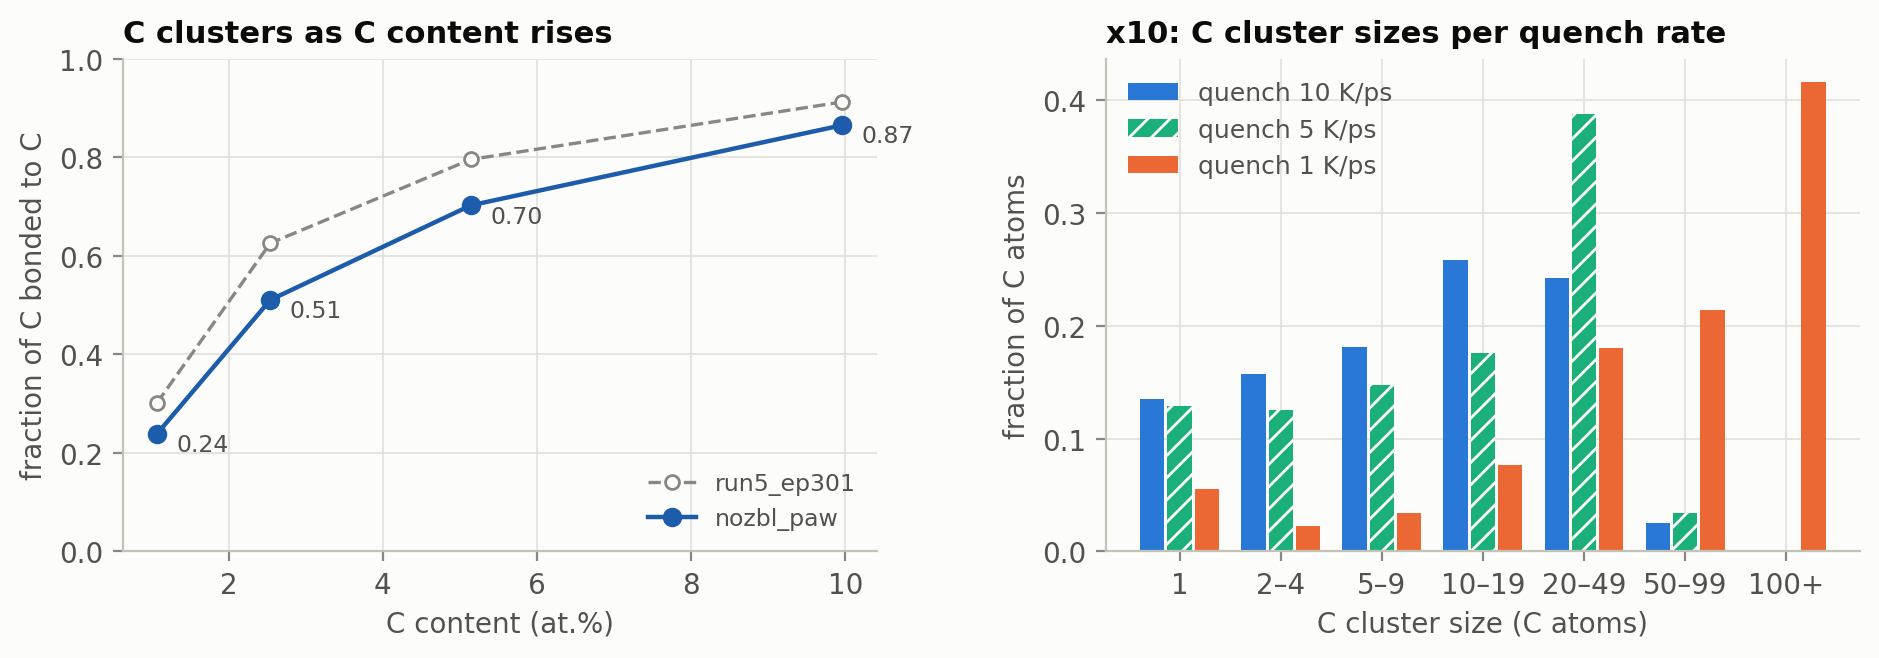 C clusters as C content rises
fraction of C bonded to C
1.0
0.8
0.6
0.4
0.2
0.0
0.24
0.51
0.70
0.87
run5_ep301
nozbl_paw
2 4 6 8 10
C content (at.%)
x10: C cluster sizes per quench rate
fraction of C atoms
0.4
0.3
0.2
0.1
0.0
quench 10 K/ps
quench 5 K/ps
quench 1 K/ps
1 2–4 5–9 10–19 20–49 50–99 100+
C cluster size (C atoms)